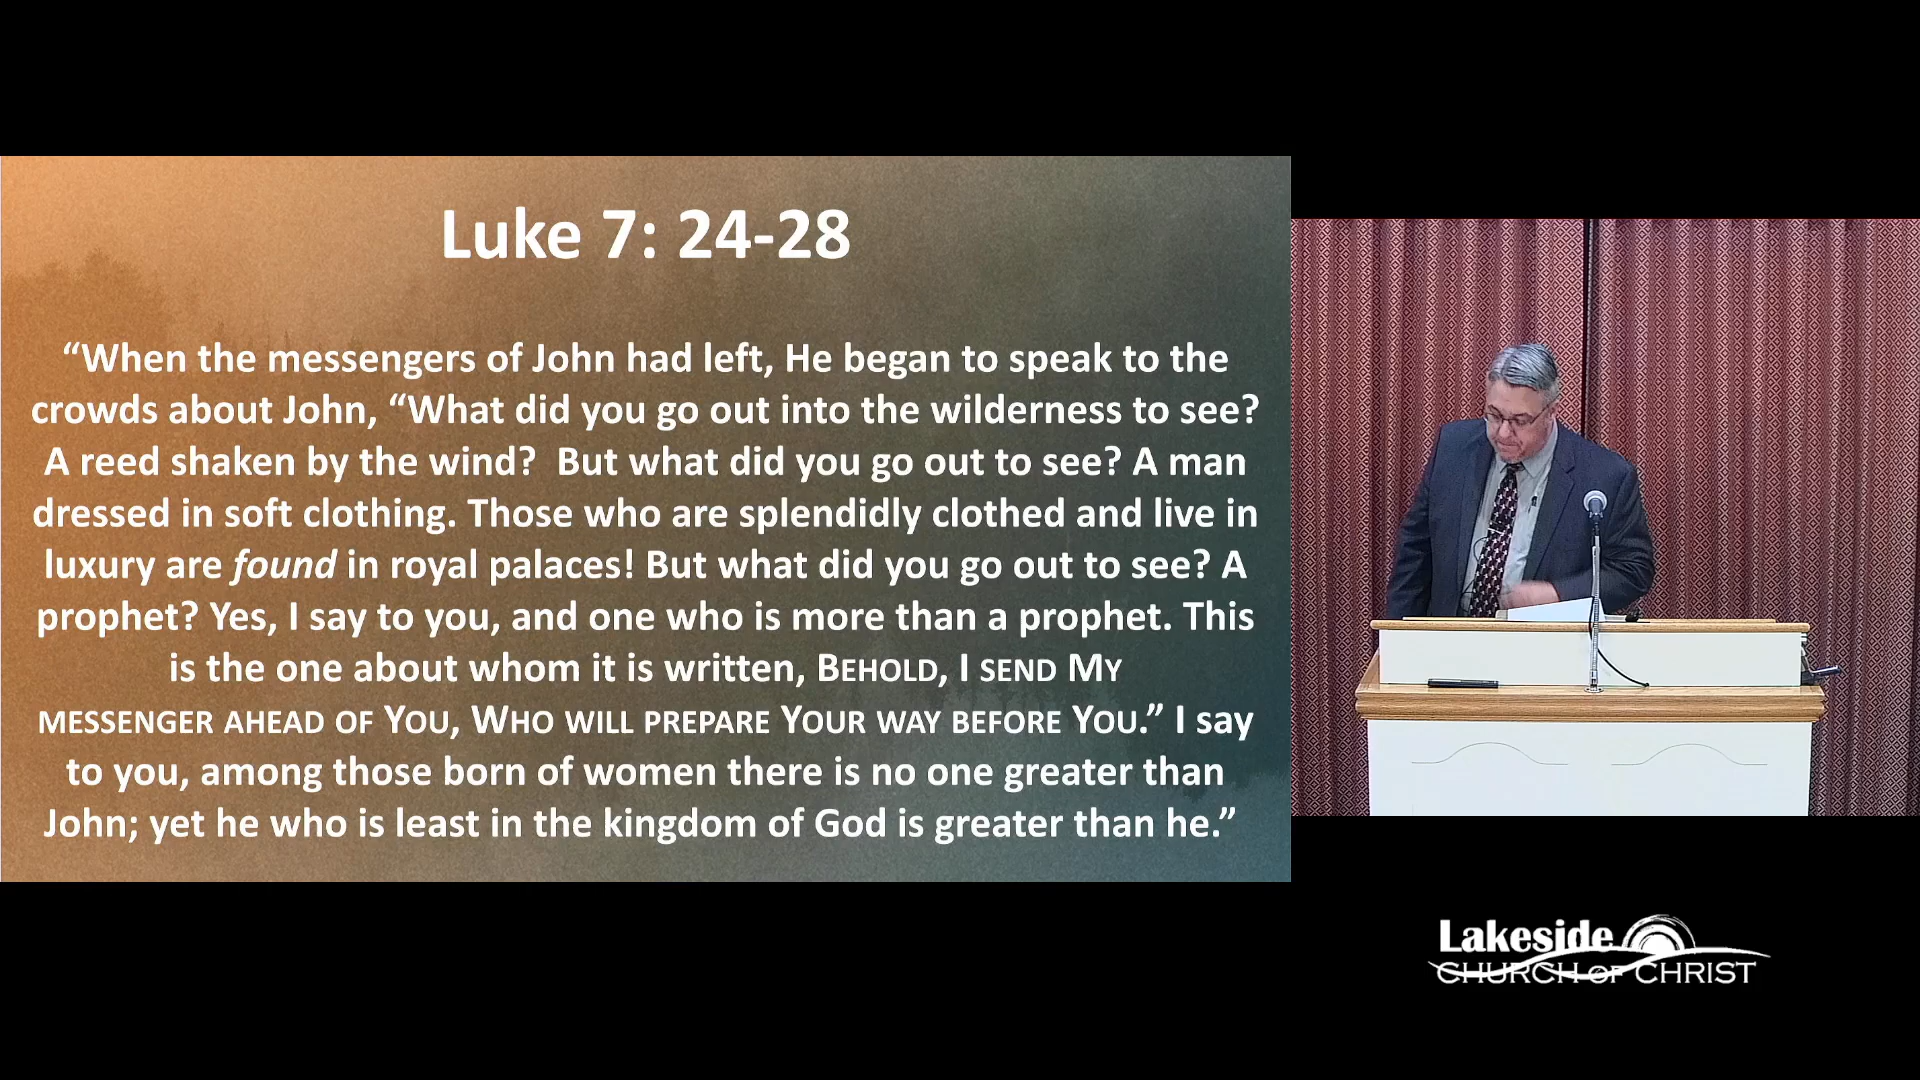 Luke 7: 24-28
“When the messengers of John had left, He began to speak to the
crowds about John, “What did you go out into the wilderness to see?
A reed shaken by the wind?  But what did you go out to see? A man
dressed in soft clothing. Those who are splendidly clothed and live in
luxury are found in royal palaces! But what did you go out to see? A
prophet? Yes, I say to you, and one who is more than a prophet. This
is the one about whom it is written, BEHOLD, I SEND MY
MESSENGER AHEAD OF YOU, WHO WILL PREPARE YOUR WAY BEFORE YOU.” I say
to you, among those born of women there is no one greater than
John; yet he who is least in the kingdom of God is greater than he.”
Lakeside
CHURCH OF CHRIST